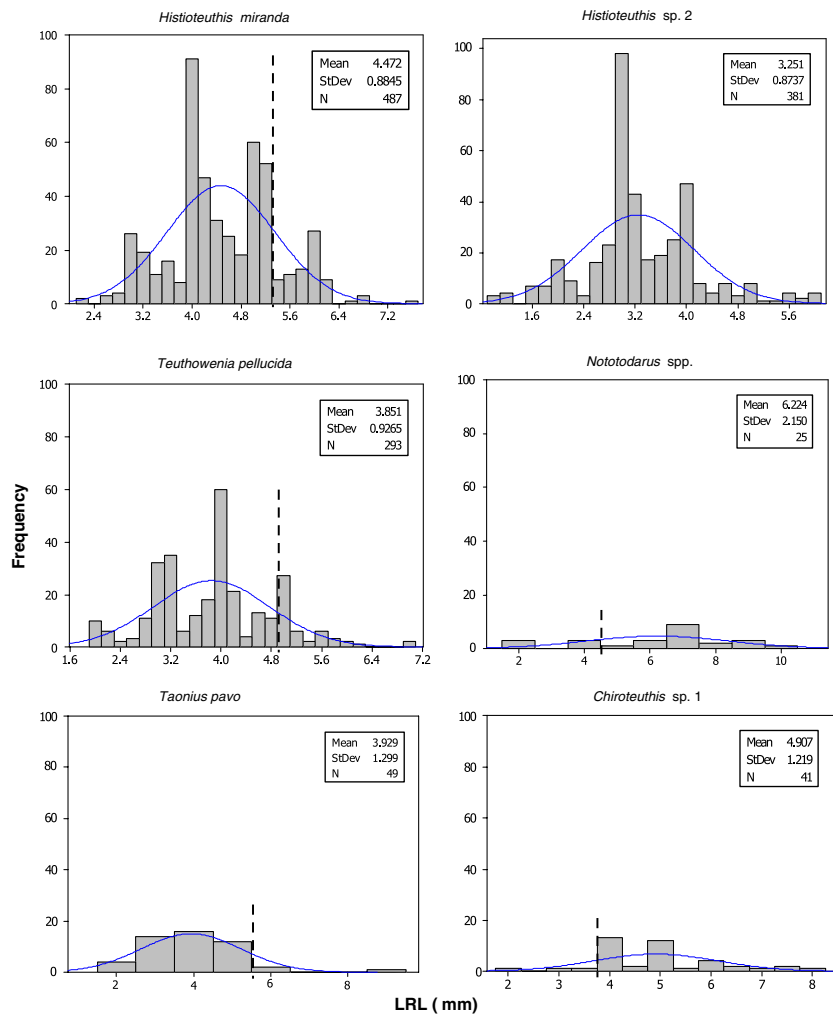 Histioteuthis miranda
Histioteuthis sp. 2
100
80
60
40
20
0
Mean 4.472
StDev 0.8845
N 487
2.4 3.2 4.0 4.8 5.6 6.4 7.2
100
80
60
40
20
0
Mean 3.251
StDev 0.8737
N 381
1.6 2.4 3.2 4.0 4.8 5.6
Teuthowenia pellucida
Nototodarus spp.
Frequency
100
80
60
40
20
0
Mean 3.851
StDev 0.9265
N 293
1.6 2.4 3.2 4.0 4.8 5.6 6.4 7.2
100
80
60
40
20
0
Mean 6.224
StDev 2.150
N 25
2 4 6 8 10
Taonius pavo
Chiroteuthis sp. 1
100
80
60
40
20
0
Mean 3.929
StDev 1.299
N 49
2 4 6 8
100
80
60
40
20
0
Mean 4.907
StDev 1.219
N 41
2 3 4 5 6 7 8
LRL ( mm)